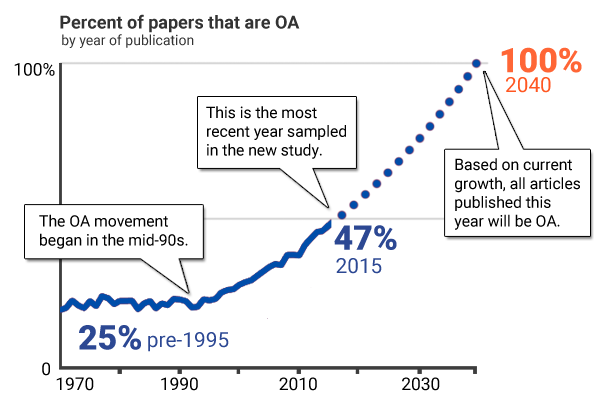 Percent of papers that are OA
by year of publication
100%
100%
2040
This is the most
recent year sampled
in the new study.
Based on current
growth, all articles
published this
year will be OA.
The OA movement
began in the mid-90s.
47%
2015
25% pre-1995
0
1970 1990 2010 2030